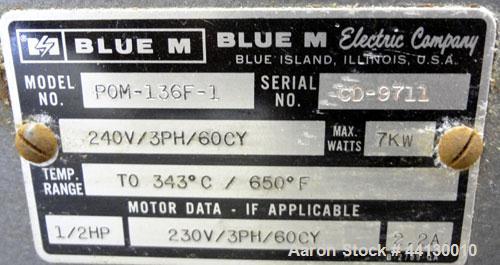 BLUE M BLUE M Electric Company
BLUE ISLAND, ILLINOIS, U.S.A.
MODEL NO. POM-136F-1 SERIAL NO. CD-9711
240V/3PH/60CY MAX. WATTS 7KW
TEMP. RANGE TO 343°C / 650°F
MOTOR DATA - IF APPLICABLE
1/2HP 230V/3PH/60CY 2.2A
Aaron Stock # 44130010